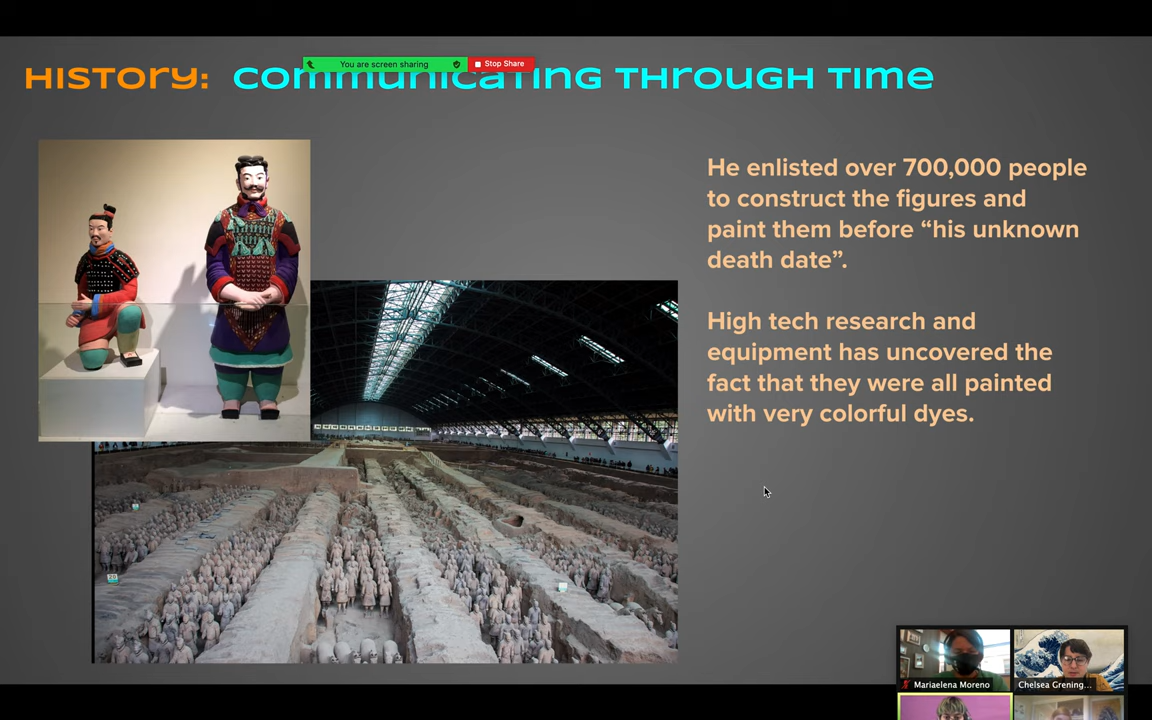 History: Communicating Through Time
You are screen sharing
Stop Share
He enlisted over 700,000 people
to construct the figures and
paint them before “his unknown
death date”.
High tech research and
equipment has uncovered the
fact that they were all painted
with very colorful dyes.
Mariaelena Moreno
Chelsea Grening...